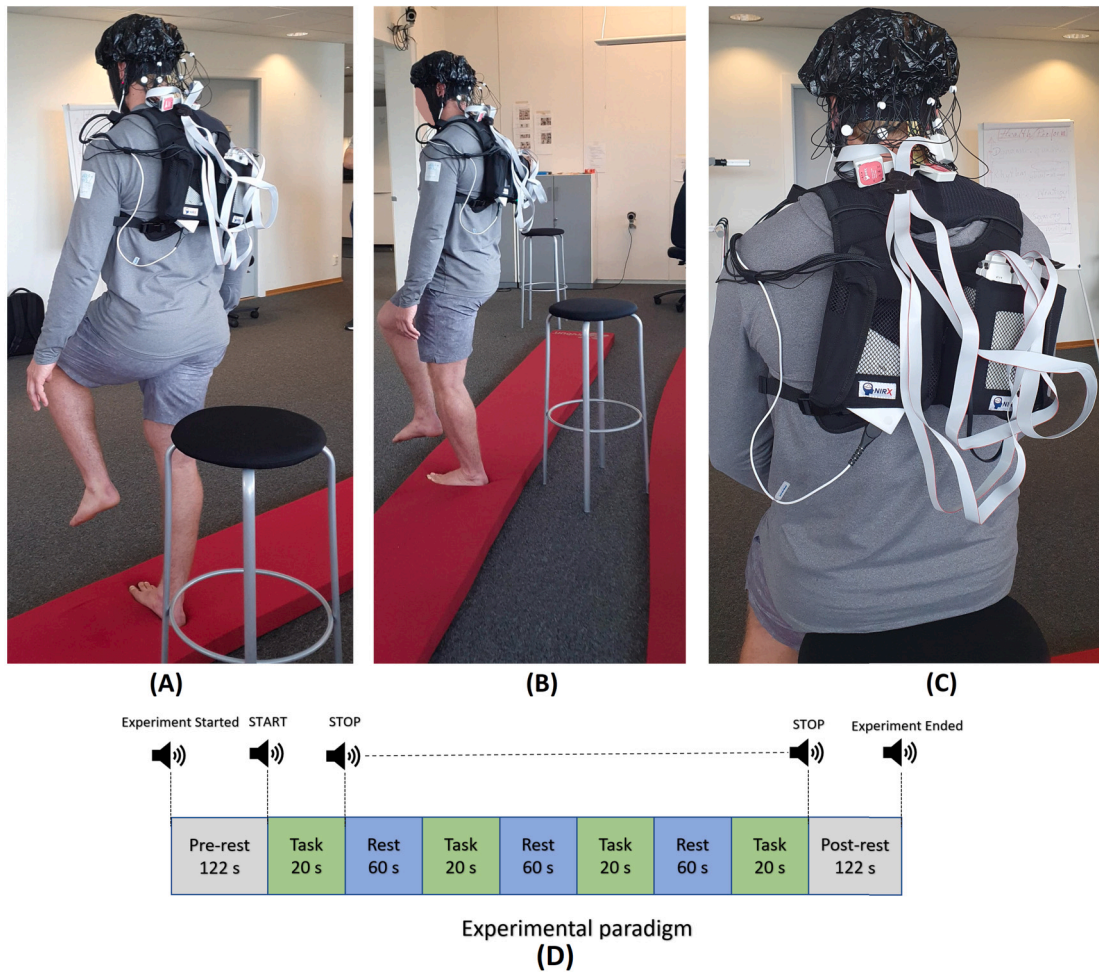 NIRX
NIRX
(A)
(B)
(C)
Experiment Started
START
STOP
STOP
Experiment Ended
Pre-rest
122 s
Task
20 s
Rest
60 s
Task
20 s
Rest
60 s
Task
20 s
Rest
60 s
Task
20 s
Post-rest
122 s
Experimental paradigm
(D)